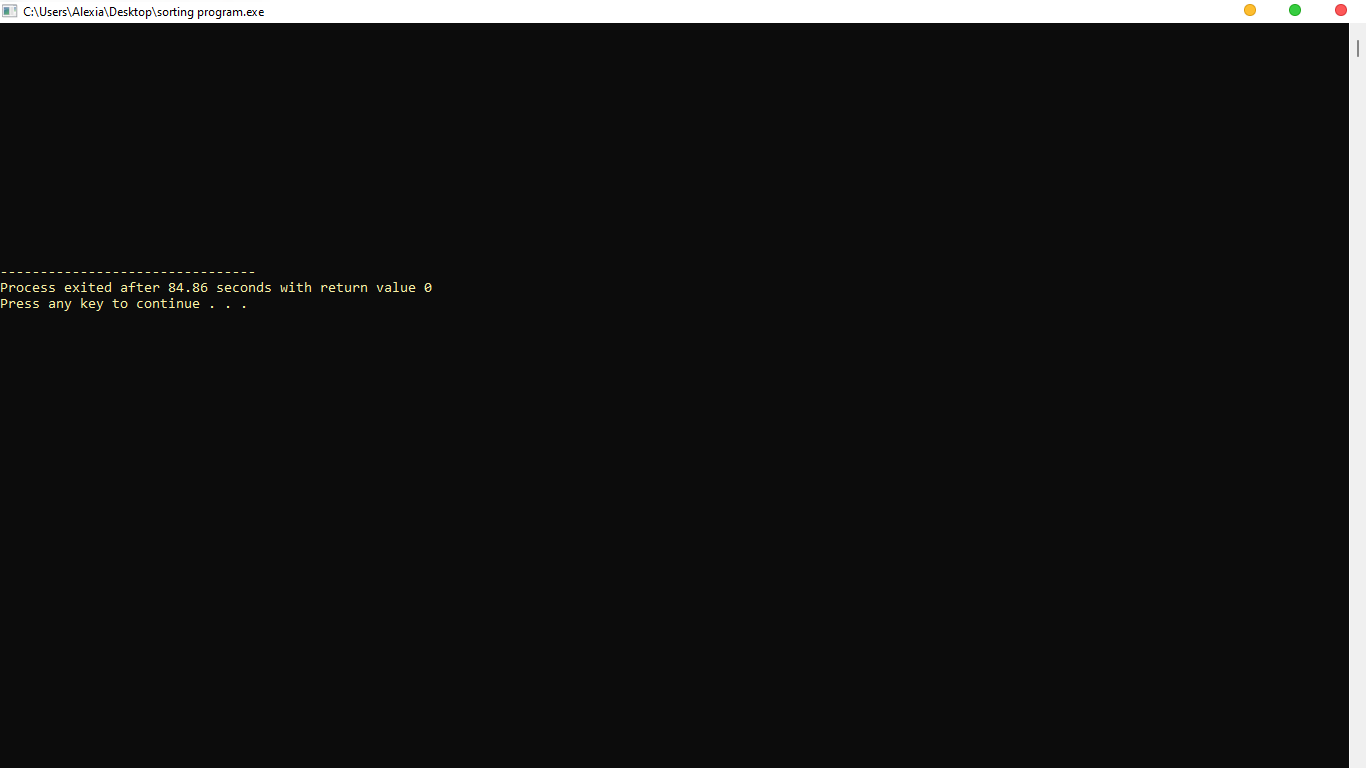 C:\Users\Alexia\Desktop\sorting program.exe
--------------------------------
Process exited after 84.86 seconds with return value 0
Press any key to continue . . .